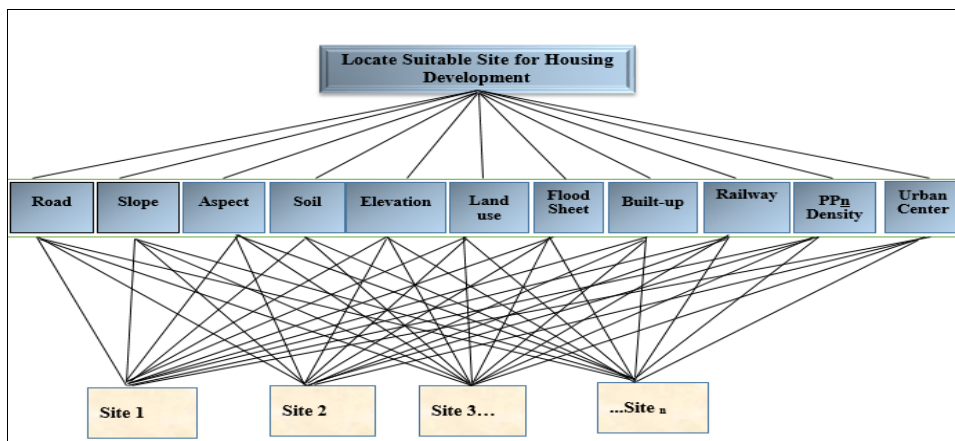 Locate Suitable Site for Housing
Development
Road
Slope
Aspect
Soil
Elevation
Land
use
Flood
Sheet
Built-up
Railway
PPn
Density
Urban
Center
Site 1
Site 2
Site 3...
...Site n